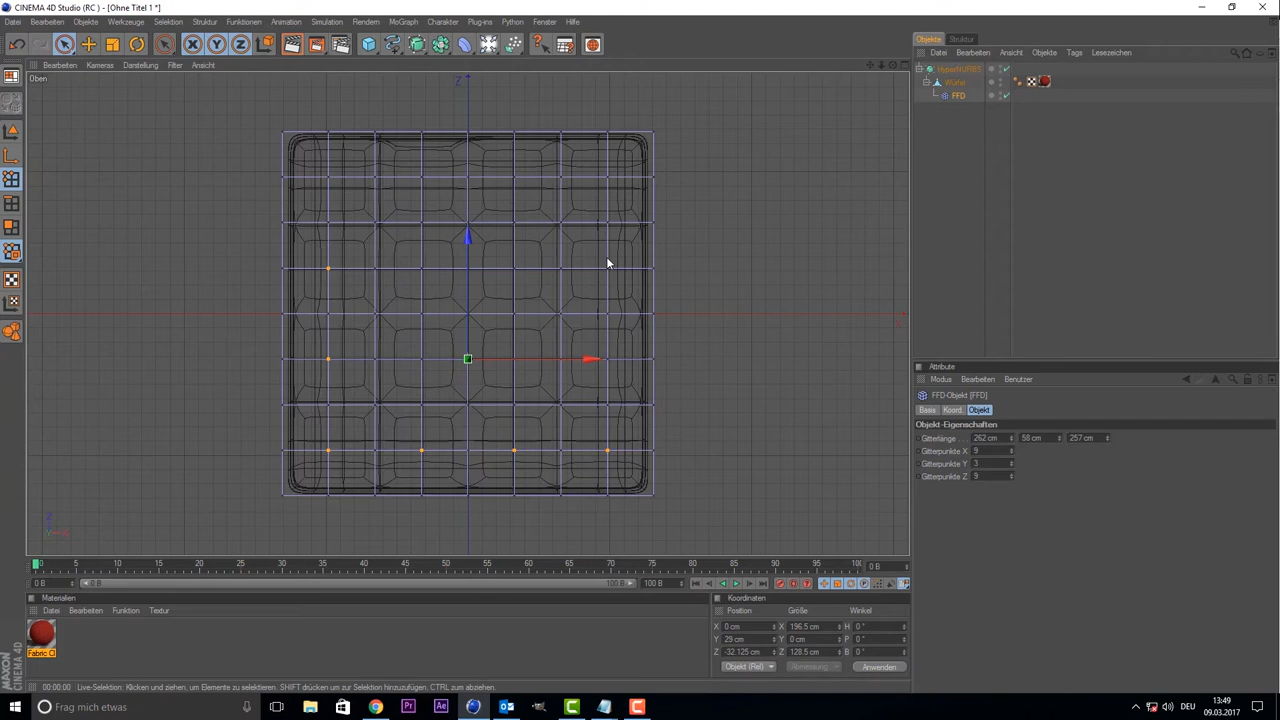 CINEMA 4D Studio (RC) - [Ohne Titel 1 *]
Datei Bearbeiten Objekte Werkzeuge Selektion Struktur Funktionen Animation Simulation Rendern MoGraph Charakter Plug-ins Python Fenster Hilfe
X Y Z
Bearbeiten Kameras Darstellung Filter Ansicht
Oben
Z
X
Objekte Struktur
Datei Bearbeiten Ansicht Objekte Tags Lesezeichen
HyperNURBS
Würfel
FFD
Attribute
Modus Bearbeiten Benutzer
FFD-Objekt [FFD]
Basis Koord. Objekt
Objekt-Eigenschaften
Gitterlänge . . . 262 cm 58 cm 257 cm
Gitterpunkte X 9
Gitterpunkte Y 3
Gitterpunkte Z 9
0 5 10 15 20 25 30 35 40 45 50 55 60 65 70 75 80 85 90 95 0 B
0 B 0 B 100 B 100 B
Materialien
Datei Bearbeiten Funktion Textur
Fabric Cl
Koordinaten
Position Größe Winkel
X 0 cm X 196.5 cm H 0 °
Y 29 cm Y 0 cm P 0 °
Z -32.125 cm Z 128.5 cm B 0 °
Objekt (Rel) Abmessung Anwenden
MAXON CINEMA 4D
00:00:00 Live-Selektion: Klicken und ziehen, um Elemente zu selektieren. SHIFT drücken um zur Selektion hinzuzufügen, CTRL zum abziehen.
Frag mich etwas Pr Ae DEU 13:49
09.03.2017